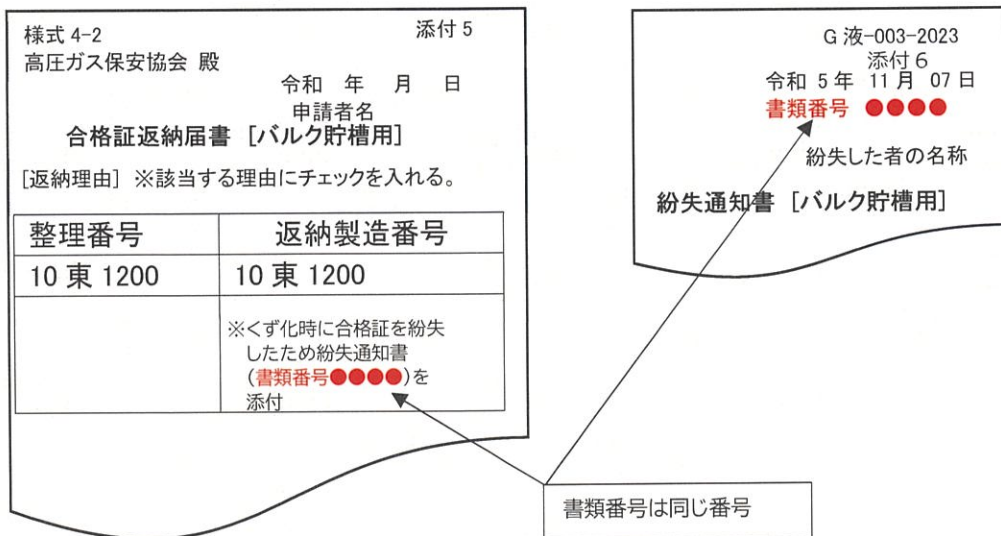 様式 4-2
添付 5
高圧ガス保安協会 殿
令和 年 月 日
申請者名
合格証返納届書 [バルク貯槽用]
[返納理由] ※該当する理由にチェックを入れる。
整理番号 返納製造番号
10 東 1200 10 東 1200
※くず化時に合格証を紛失
したため紛失通知書
(書類番号●●●●)を
添付
G 液-003-2023
添付 6
令和 5 年 11 月 07 日
書類番号 ●●●●
紛失した者の名称
紛失通知書 [バルク貯槽用]
書類番号は同じ番号